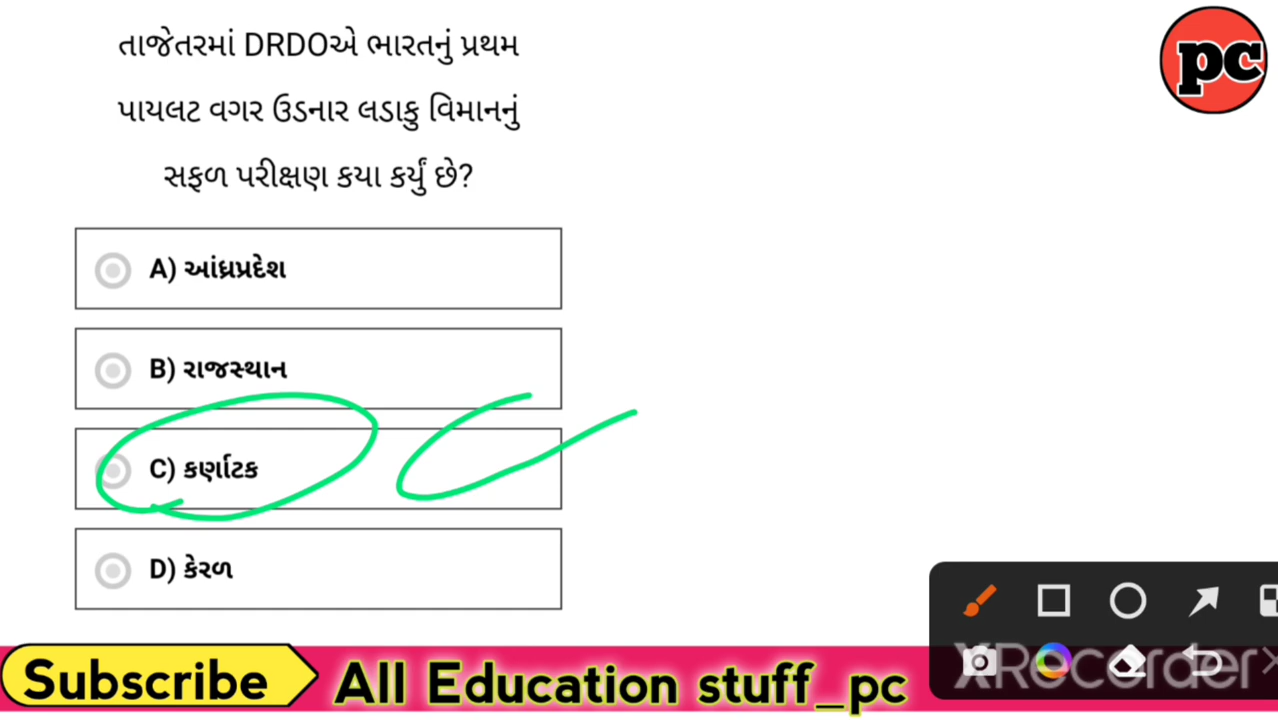 તાજેતરમાં DRDOએ ભારતનું પ્રથમ
પાયલટ વગર ઉડનાર લડાકુ વિમાનનું
સફળ પરીક્ષણ કયા કર્યું છે?
A) આંધ્રપ્રદેશ
B) રાજસ્થાન
C) કર્ણાટક
D) કેરળ
pc
XRecorder
Subscribe All Education stuff_pc